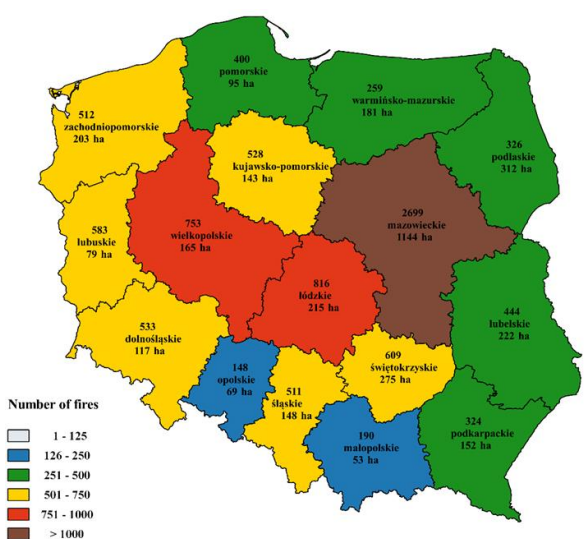 400
pomorskie
95 ha
259
warmińsko-mazurskie
181 ha
512
zachodniopomorskie
203 ha
528
kujawsko-pomorskie
143 ha
326
podlaskie
312 ha
2699
mazowieckie
1144 ha
753
wielkopolskie
165 ha
583
lubuskie
79 ha
816
łódzkie
215 ha
444
lubelskie
222 ha
533
dolnośląskie
117 ha
609
świętokrzyskie
275 ha
148
opolskie
69 ha
511
śląskie
148 ha
190
małopolskie
53 ha
324
podkarpackie
152 ha
Number of fires
1 - 125
126 - 250
251 - 500
501 - 750
751 - 1000
> 1000